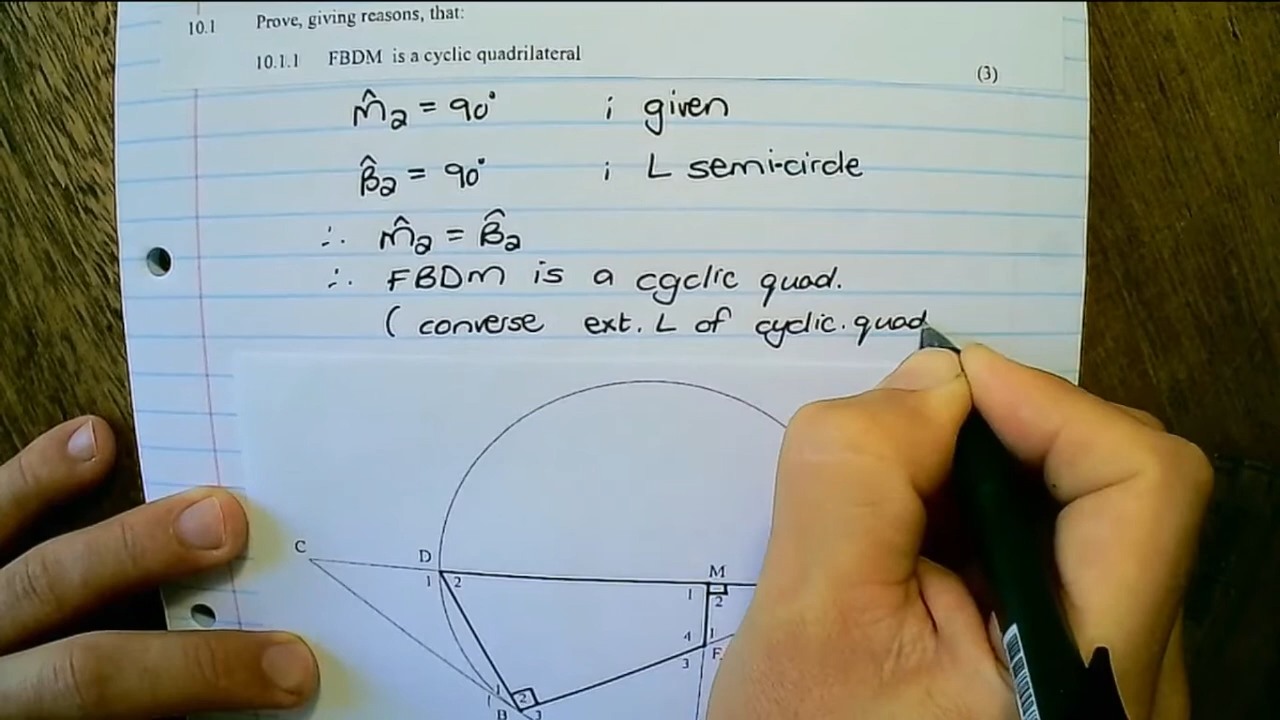 10.1 Prove, giving reasons, that:
10.1.1 FBDM is a cyclic quadrilateral
(3)
m̂2 = 90° ; given
B̂2 = 90° ; L semi-circle
∴ m̂2 = B̂2
∴ FBDM is a cyclic quad.
( converse ext. L of cyclic. quad
C
D
M
1 2
1
2
4 1
3 F
1 2
B 3